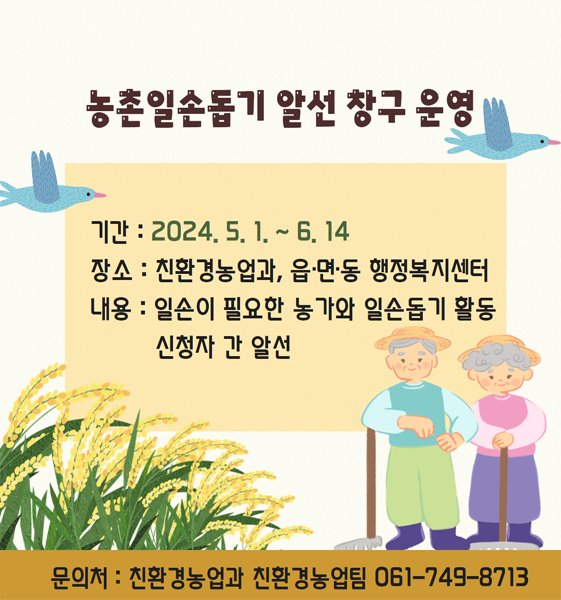 농촌일손돕기 알선 창구 운영
기간 : 2024. 5. 1. ~ 6. 14
장소 : 친환경농업과, 읍·면·동 행정복지센터
내용 : 일손이 필요한 농가와 일손돕기 활동
신청자 간 알선
문의처 : 친환경농업과 친환경농업팀 061-749-8713